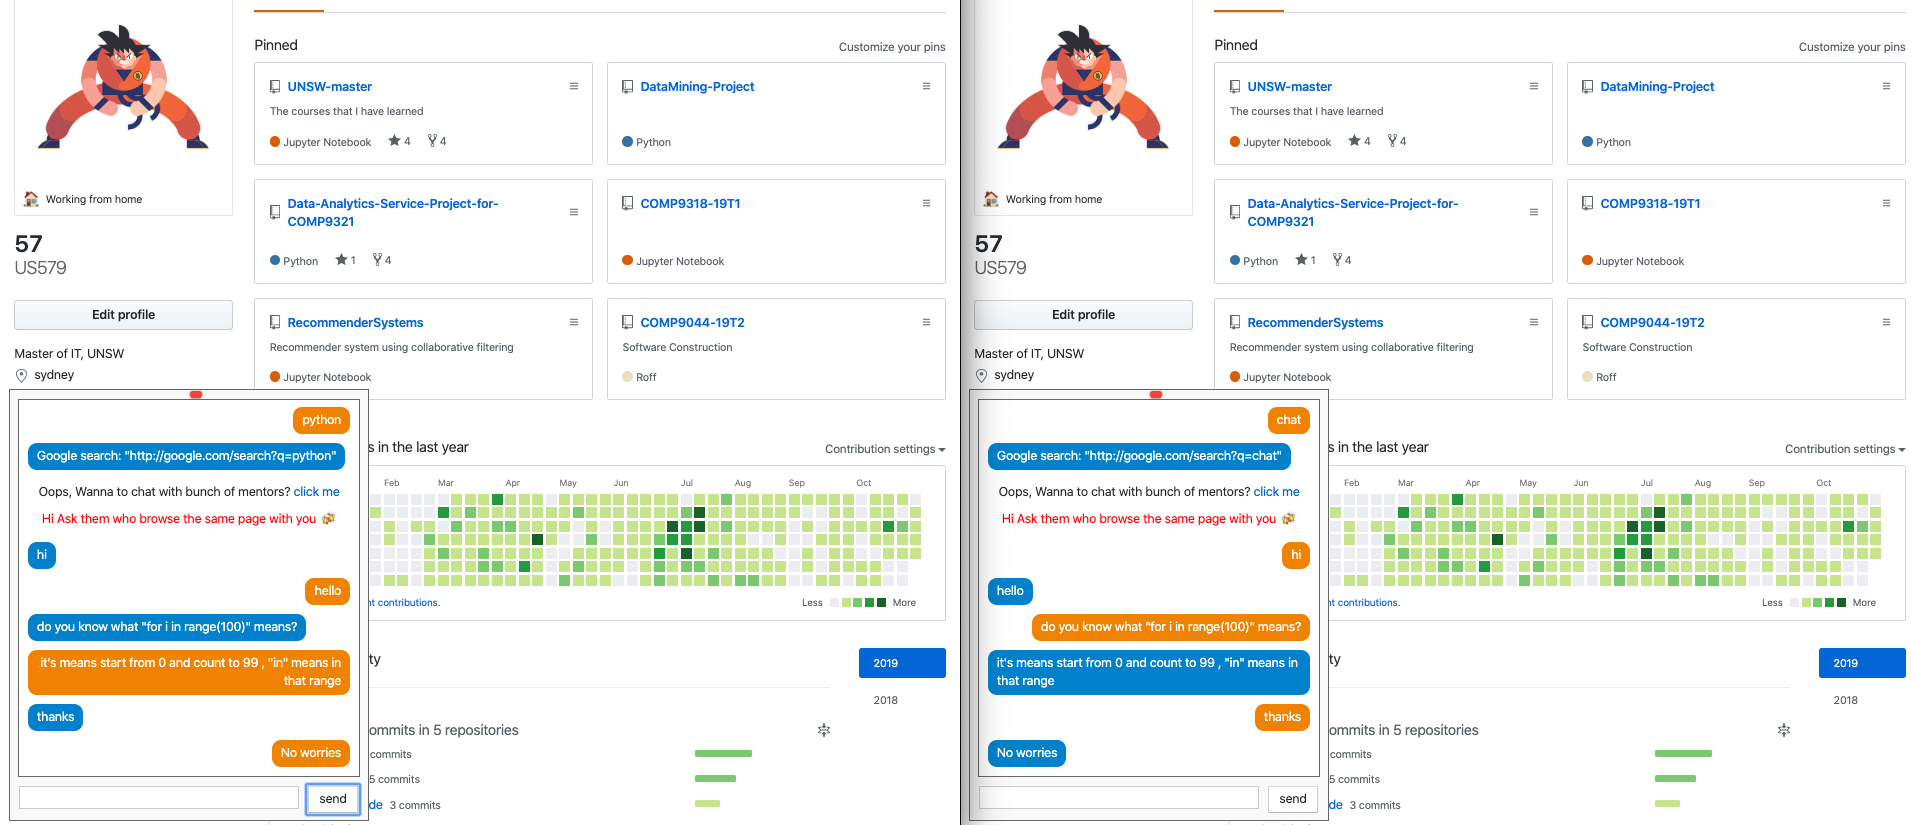 Working from home
57
US579
Edit profile
Master of IT, UNSW
sydney
Pinned
Customize your pins
UNSW-master
The courses that I have learned
Jupyter Notebook 4 4
DataMining-Project
Python
Data-Analytics-Service-Project-for-
COMP9321
Python 1 4
COMP9318-19T1
Jupyter Notebook
RecommenderSystems
Recommender system using collaborative filtering
Jupyter Notebook
COMP9044-19T2
Software Construction
Roff
s in the last year
Contribution settings
Feb Mar Apr May Jun Jul Aug Sep Oct
nt contributions.
Less More
ty
2019
2018
ommits in 5 repositories
commits
5 commits
de 3 commits
python
Google search: "http://google.com/search?q=python"
Oops, Wanna to chat with bunch of mentors? click me
Hi Ask them who browse the same page with you
hi
hello
do you know what "for i in range(100)" means?
it's means start from 0 and count to 99 , "in" means in
that range
thanks
No worries
send
Working from home
57
US579
Edit profile
Master of IT, UNSW
sydney
Pinned
Customize your pins
UNSW-master
The courses that I have learned
Jupyter Notebook 4 4
DataMining-Project
Python
Data-Analytics-Service-Project-for-
COMP9321
Python 1 4
COMP9318-19T1
Jupyter Notebook
RecommenderSystems
Recommender system using collaborative filtering
Jupyter Notebook
COMP9044-19T2
Software Construction
Roff
s in the last year
Contribution settings
Feb Mar Apr May Jun Jul Aug Sep Oct
nt contributions.
Less More
ty
2019
2018
ommits in 5 repositories
commits
5 commits
de 3 commits
chat
Google search: "http://google.com/search?q=chat"
Oops, Wanna to chat with bunch of mentors? click me
Hi Ask them who browse the same page with you
hi
hello
do you know what "for i in range(100)" means?
it's means start from 0 and count to 99 , "in" means in
that range
thanks
No worries
send